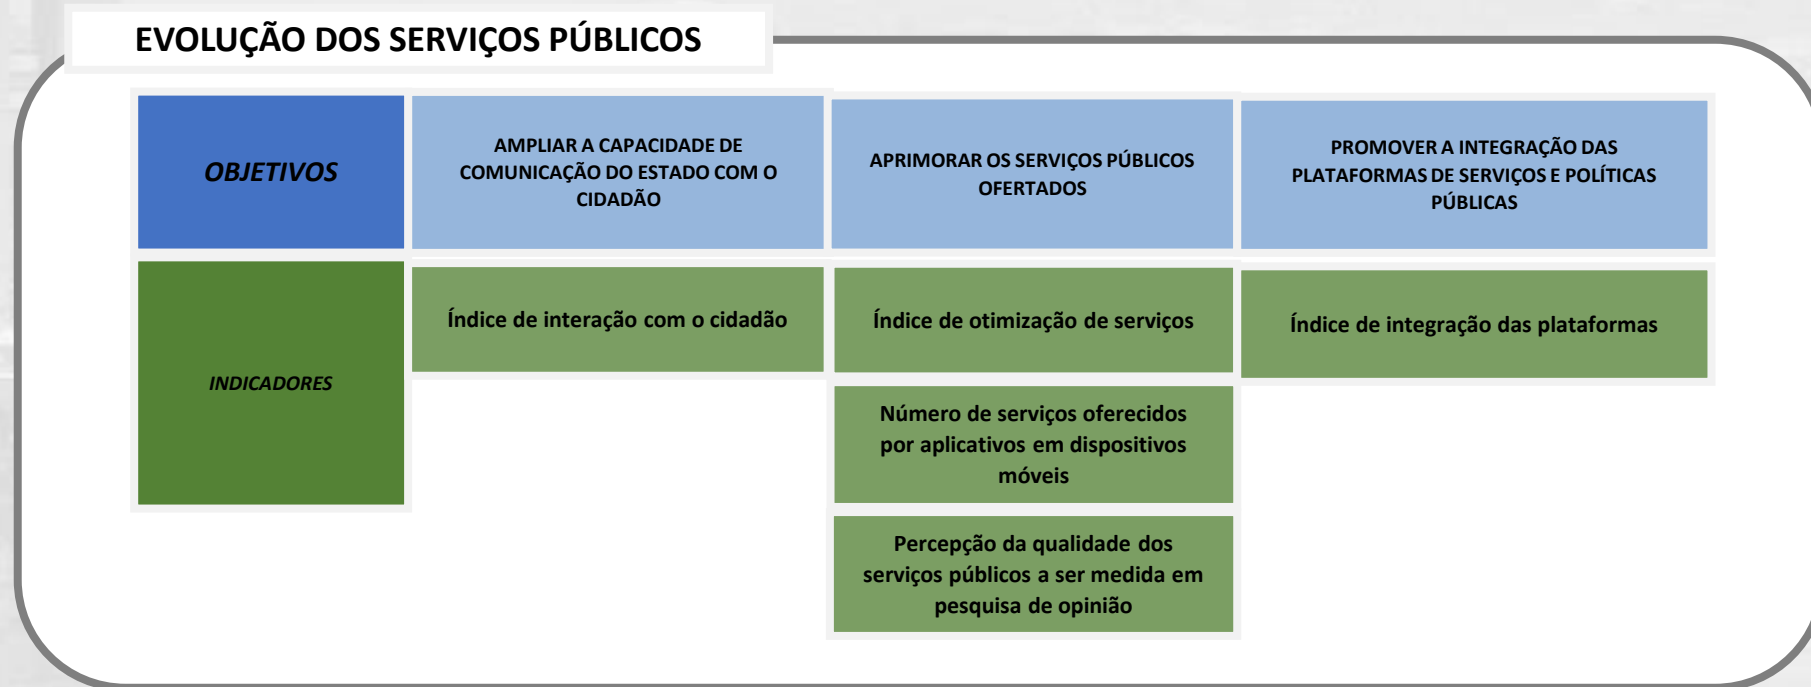 EVOLUÇÃO DOS SERVIÇOS PÚBLICOS
OBJETIVOS
AMPLIAR A CAPACIDADE DE
COMUNICAÇÃO DO ESTADO COM O
CIDADÃO
APRIMORAR OS SERVIÇOS PÚBLICOS
OFERTADOS
PROMOVER A INTEGRAÇÃO DAS
PLATAFORMAS DE SERVIÇOS E POLÍTICAS
PÚBLICAS
INDICADORES
Índice de interação com o cidadão
Índice de otimização de serviços
Índice de integração das plataformas
Número de serviços oferecidos
por aplicativos em dispositivos
móveis
Percepção da qualidade dos
serviços públicos a ser medida em
pesquisa de opinião